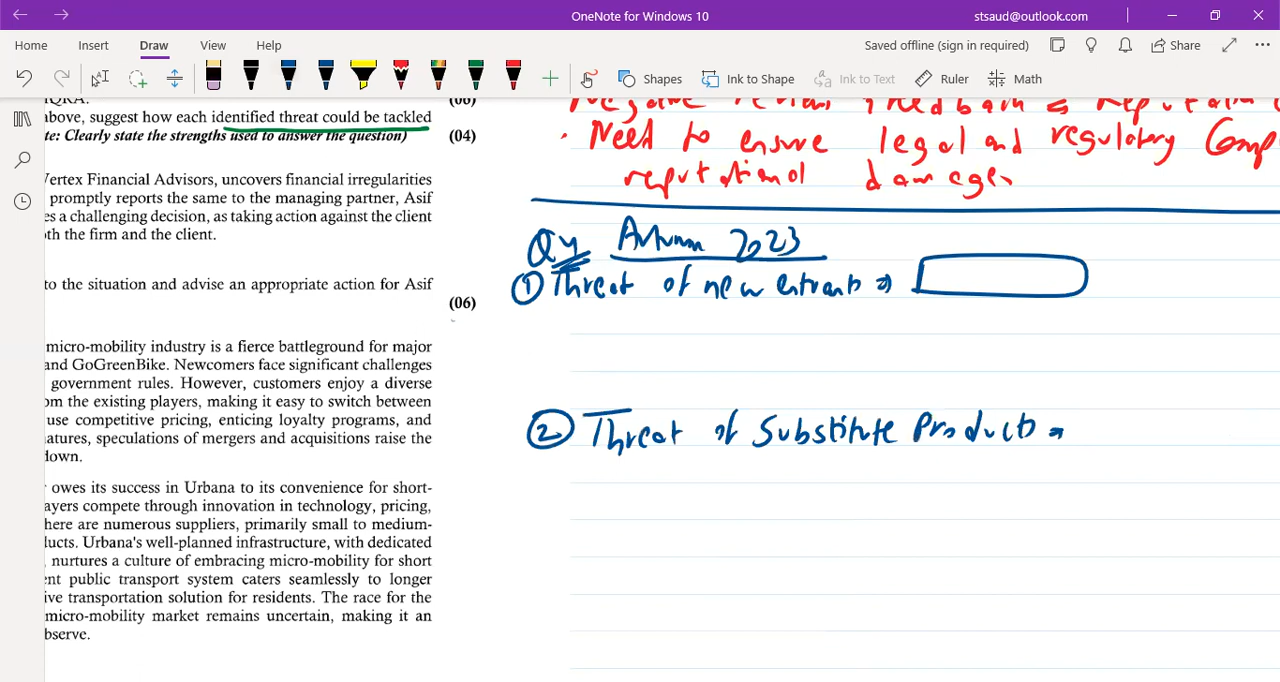 OneNote for Windows 10
stsaud@outlook.com
Home Insert Draw View Help
Saved offline (sign in required) Share
Shapes Ink to Shape Ink to Text Ruler Math
IQRA. (06)
above, suggest how each identified threat could be tackled
te: Clearly state the strengths used to answer the question) (04)
Vertex Financial Advisors, uncovers financial irregularities
promptly reports the same to the managing partner, Asif
es a challenging decision, as taking action against the client
oth the firm and the client.
to the situation and advise an appropriate action for Asif
(06)
micro-mobility industry is a fierce battleground for major
and GoGreenBike. Newcomers face significant challenges
government rules. However, customers enjoy a diverse
om the existing players, making it easy to switch between
use competitive pricing, enticing loyalty programs, and
atures, speculations of mergers and acquisitions raise the
down.
owes its success in Urbana to its convenience for short-
ayers compete through innovation in technology, pricing,
here are numerous suppliers, primarily small to medium-
ducts. Urbana's well-planned infrastructure, with dedicated
, nurtures a culture of embracing micro-mobility for short
ent public transport system caters seamlessly to longer
ive transportation solution for residents. The race for the
micro-mobility market remains uncertain, making it an
bserve.
Negative review feedback = Reputation
• Need to ensure legal and regulatory Comp
reputational damages
Q4 Autumn 2023
① Threat of new entrants ⇒
② Threat of Substitute Products ⇒